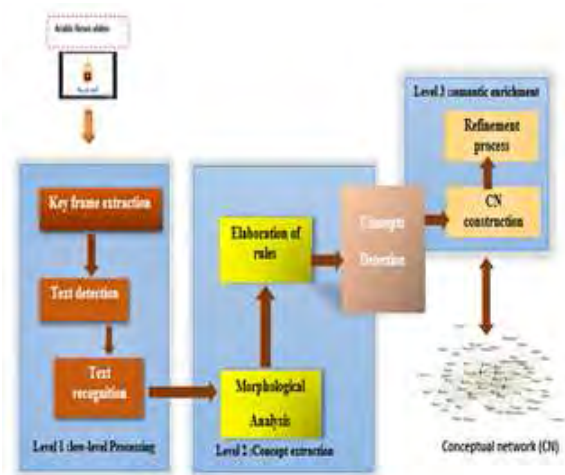 Arabic News video
Key frame extraction
Text detection
Text
recognition
Level 1 :low-level Processing
Elaboration of
rules
Morphological
Analysis
Level 2 :Concept extraction
Concepts
Detection
Level 3 :semantic enrichment
Refinement
process
CN
construction
Conceptual network (CN)